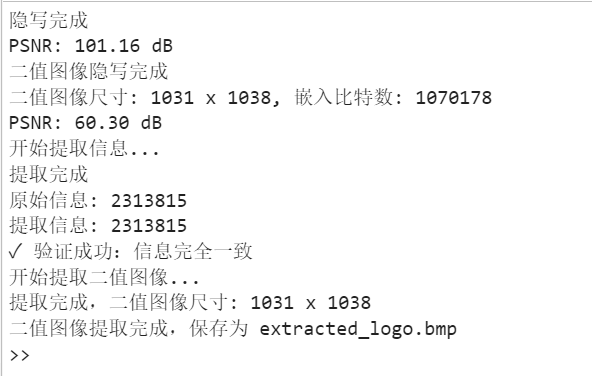 隐写完成
PSNR: 101.16 dB
二值图像隐写完成
二值图像尺寸: 1031 x 1038, 嵌入比特数: 1070178
PSNR: 60.30 dB
开始提取信息...
提取完成
原始信息: 2313815
提取信息: 2313815
✓ 验证成功：信息完全一致
开始提取二值图像...
提取完成，二值图像尺寸: 1031 x 1038
二值图像提取完成，保存为 extracted_logo.bmp
>>